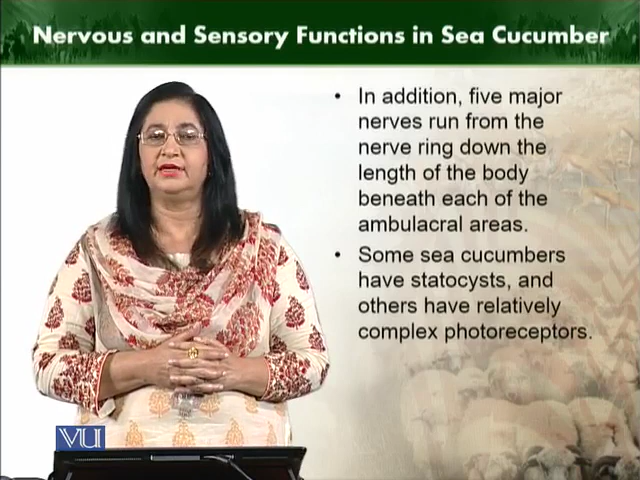 Nervous and Sensory Functions in Sea Cucumber
• In addition, five major
nerves run from the
nerve ring down the
length of the body
beneath each of the
ambulacral areas.
• Some sea cucumbers
have statocysts, and
others have relatively
complex photoreceptors.
VU